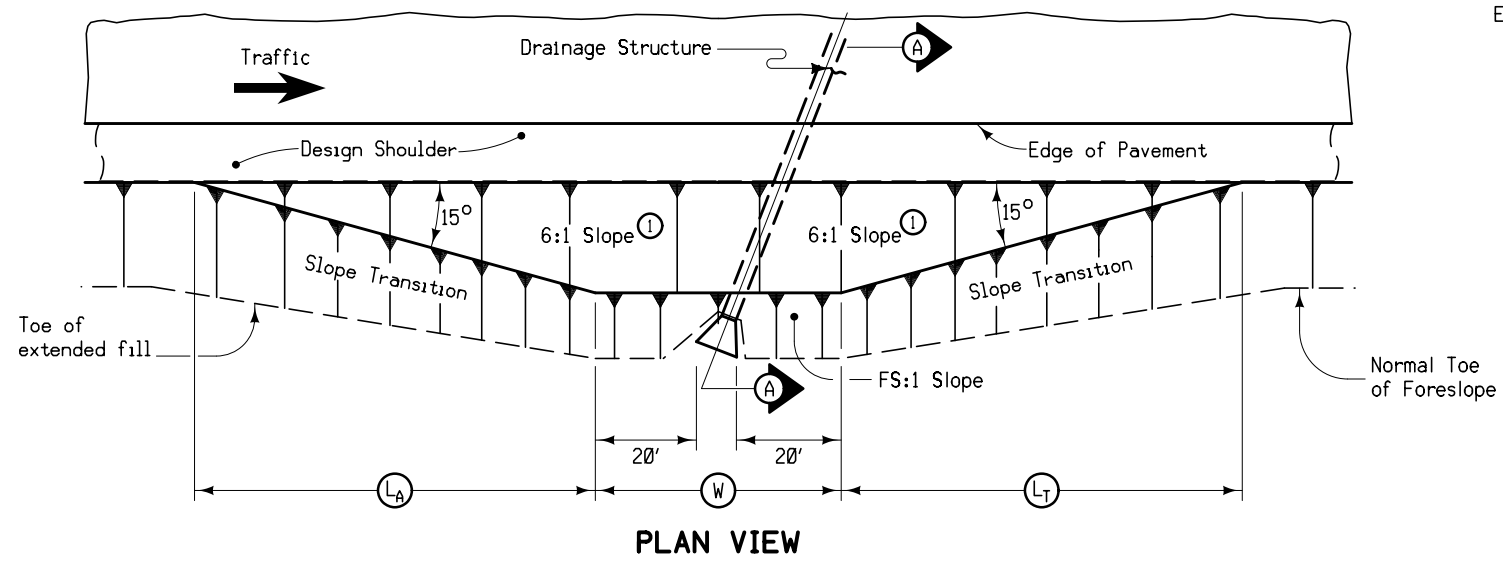 E
Drainage Structure
A
Traffic
Design Shoulder
Edge of Pavement
15°
6:1 Slope 1
6:1 Slope 1
15°
Slope Transition
Slope Transition
Toe of
extended fill
FS:1 Slope
A
Normal Toe
of Foreslope
20'
20'
LA
W
LT
PLAN VIEW